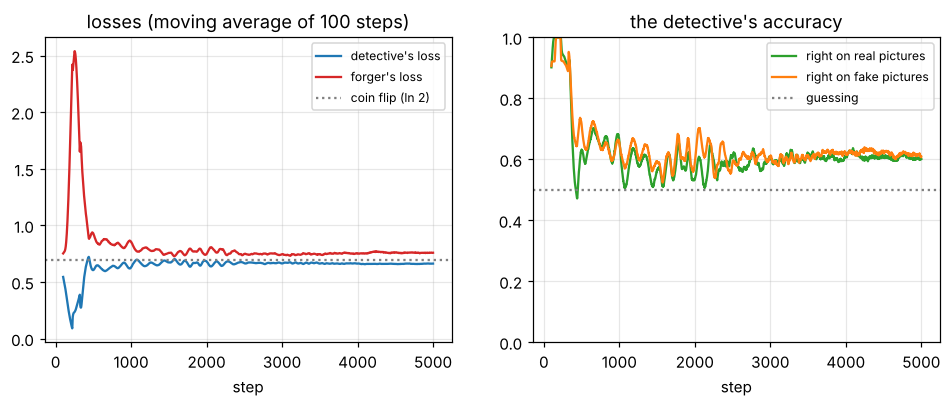 losses (moving average of 100 steps)
detective's loss
forger's loss
coin flip (ln 2)
2.5
2.0
1.5
1.0
0.5
0.0
0 1000 2000 3000 4000 5000
step
the detective's accuracy
right on real pictures
right on fake pictures
guessing
1.0
0.8
0.6
0.4
0.2
0.0
0 1000 2000 3000 4000 5000
step